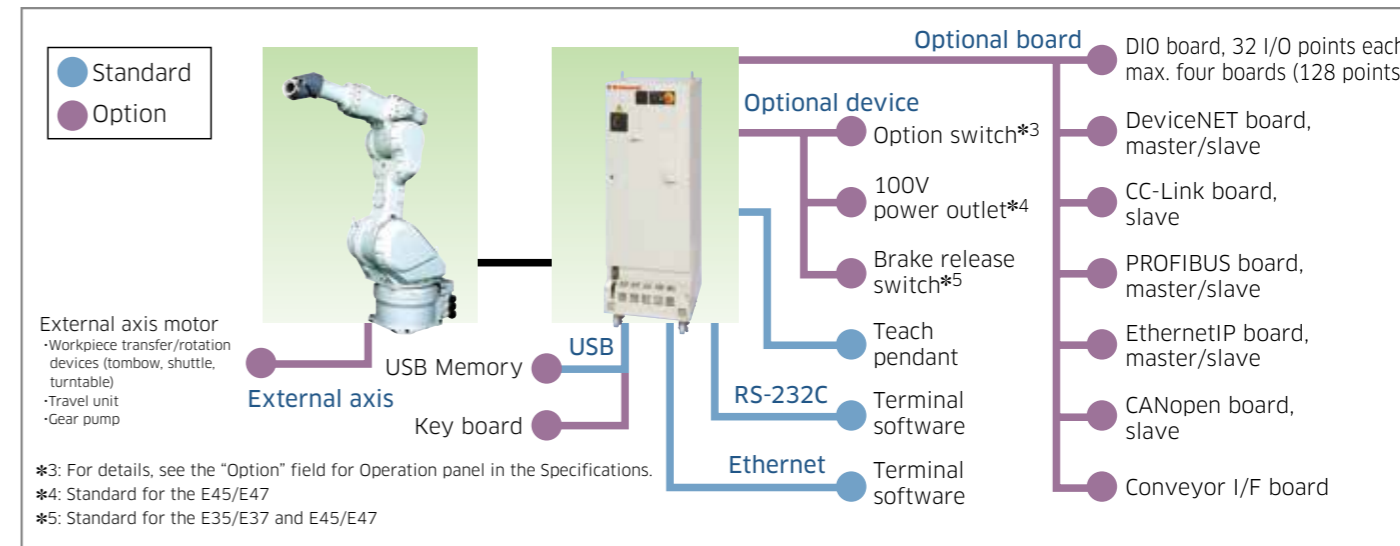 Standard
Option
Optional board
DIO board, 32 I/O points each
max. four boards (128 points
DeviceNET board,
master/slave
CC-Link board,
slave
PROFIBUS board,
master/slave
EthernetIP board,
master/slave
CANopen board,
slave
Conveyor I/F board
Optional device
Option switch✱3
100V
power outlet✱4
Brake release
switch✱5
Teach
pendant
RS-232C
Terminal
software
Ethernet
Terminal
software
USB
USB Memory
Key board
External axis
External axis motor
·Workpiece transfer/rotation
devices (tombow, shuttle,
turntable)
·Travel unit
·Gear pump
✱3: For details, see the “Option” field for Operation panel in the Specifications.
✱4: Standard for the E45/E47
✱5: Standard for the E35/E37 and E45/E47